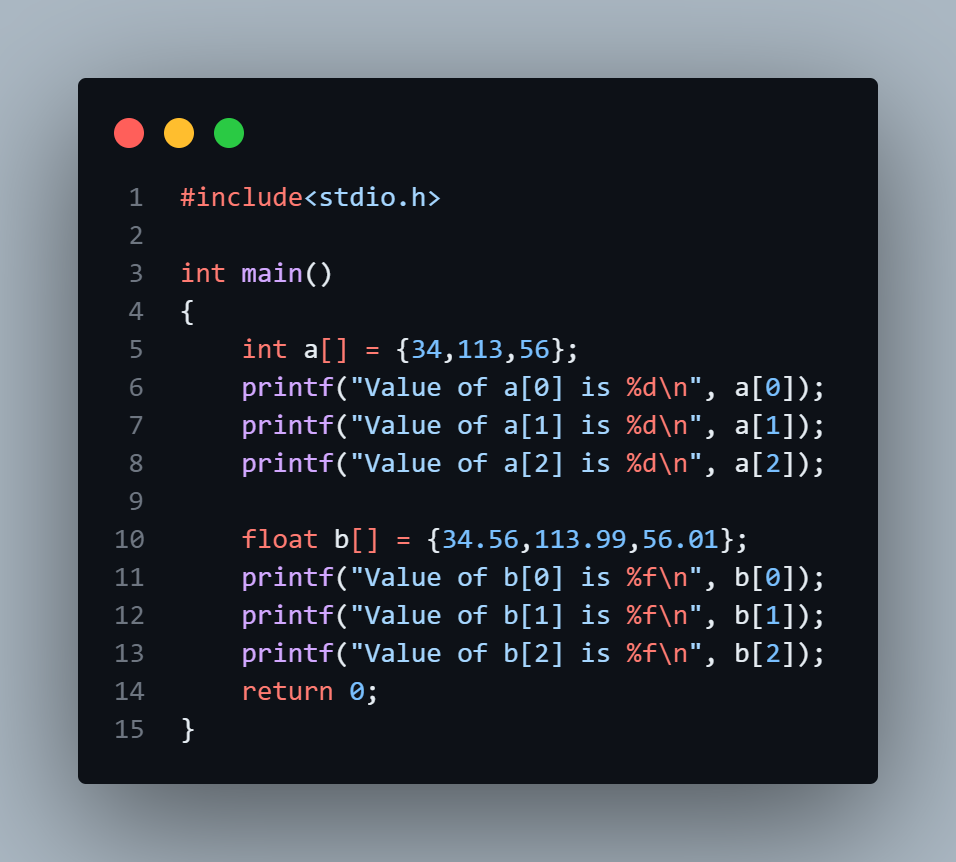 1 #include<stdio.h>
2
3 int main()
4 {
5     int a[] = {34,113,56};
6     printf("Value of a[0] is %d\n", a[0]);
7     printf("Value of a[1] is %d\n", a[1]);
8     printf("Value of a[2] is %d\n", a[2]);
9
10     float b[] = {34.56,113.99,56.01};
11     printf("Value of b[0] is %f\n", b[0]);
12     printf("Value of b[1] is %f\n", b[1]);
13     printf("Value of b[2] is %f\n", b[2]);
14     return 0;
15 }